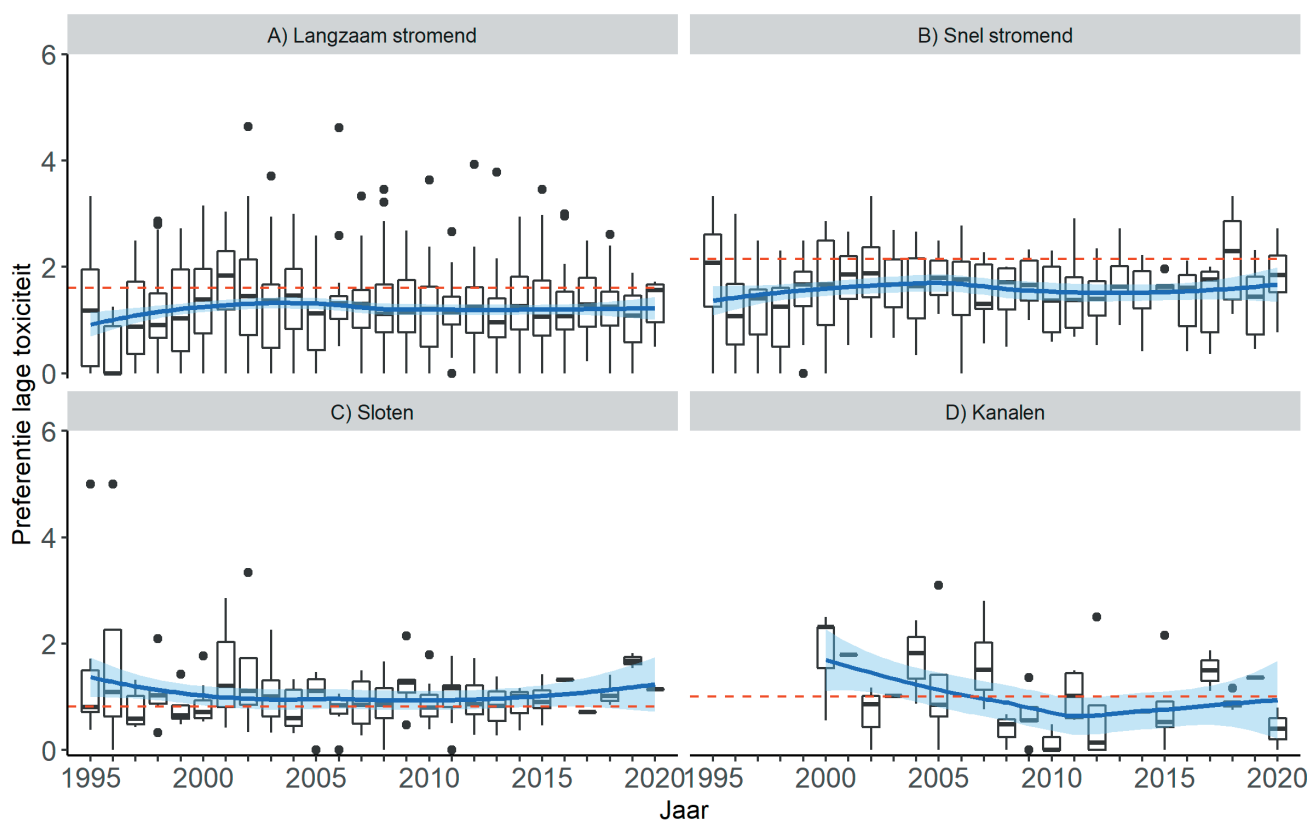 A) Langzaam stromend
B) Snel stromend
6
4
2
0
Preferentie lage toxiciteit
C) Sloten
D) Kanalen
6
4
2
0
1995 2000 2005 2010 2015 2020
1995 2000 2005 2010 2015 2020
Jaar